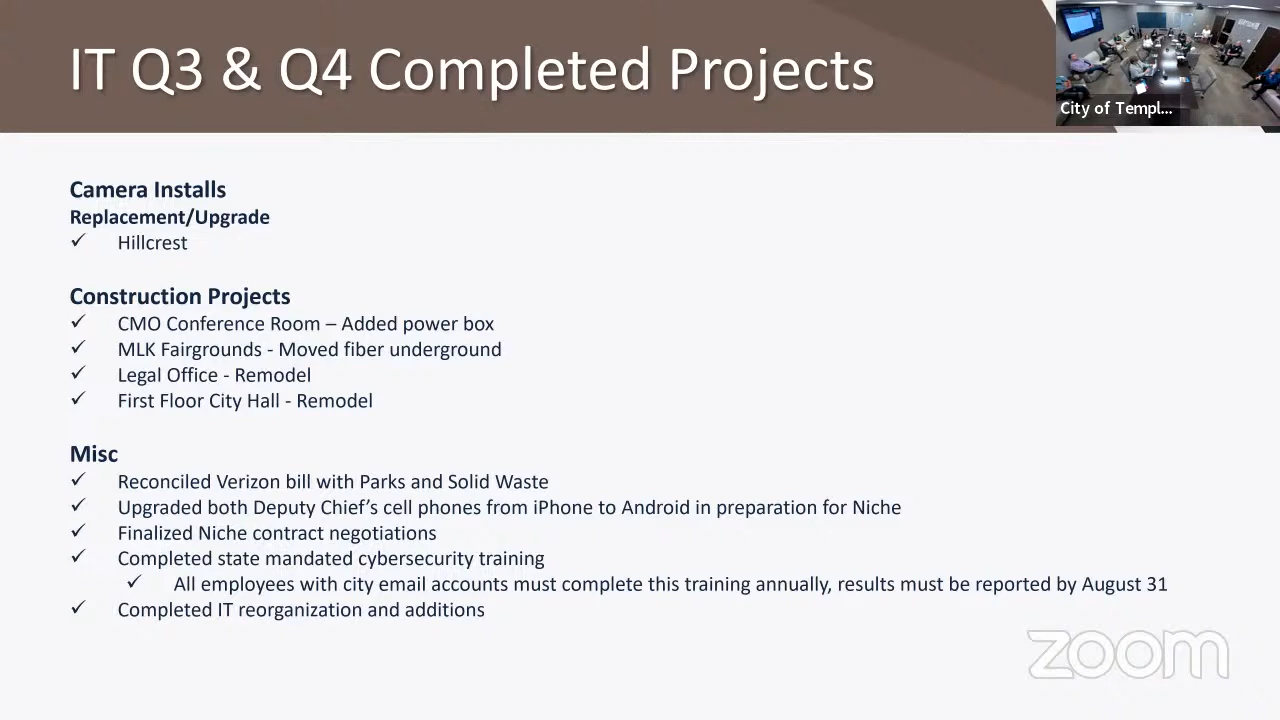 IT Q3 & Q4 Completed Projects
City of Templ...
Camera Installs
Replacement/Upgrade
✓ Hillcrest
Construction Projects
✓ CMO Conference Room – Added power box
✓ MLK Fairgrounds - Moved fiber underground
✓ Legal Office - Remodel
✓ First Floor City Hall - Remodel
Misc
✓ Reconciled Verizon bill with Parks and Solid Waste
✓ Upgraded both Deputy Chief’s cell phones from iPhone to Android in preparation for Niche
✓ Finalized Niche contract negotiations
✓ Completed state mandated cybersecurity training
✓ All employees with city email accounts must complete this training annually, results must be reported by August 31
✓ Completed IT reorganization and additions
zoom